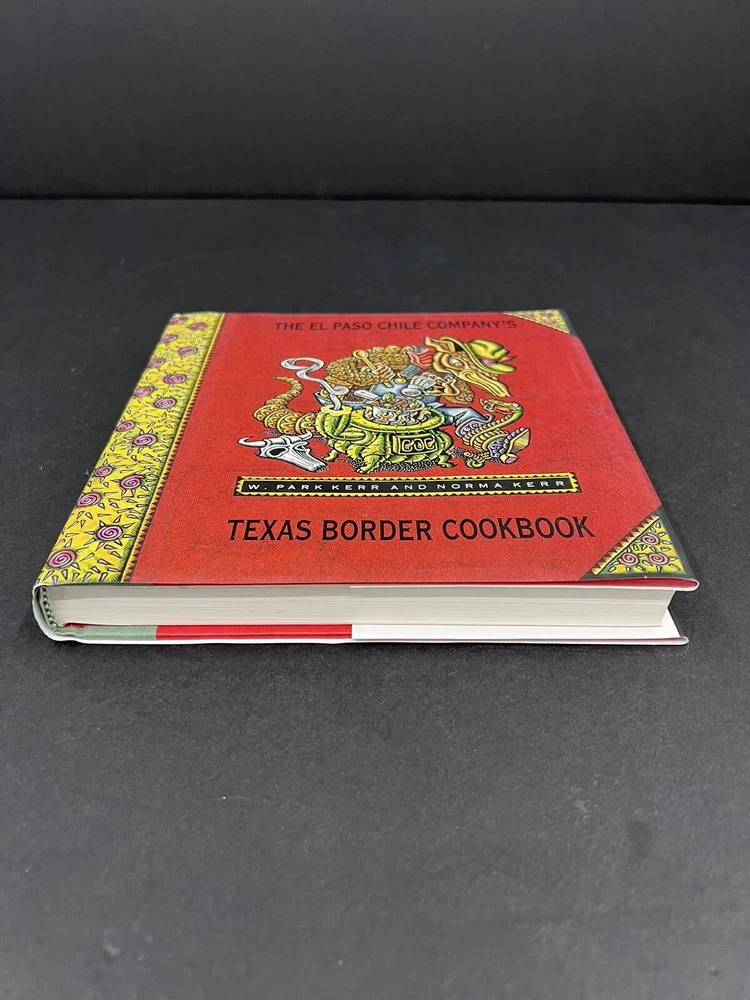 THE EL PASO CHILE COMPANY'S
W. PARK KERR AND NORMA KERR
TEXAS BORDER COOKBOOK